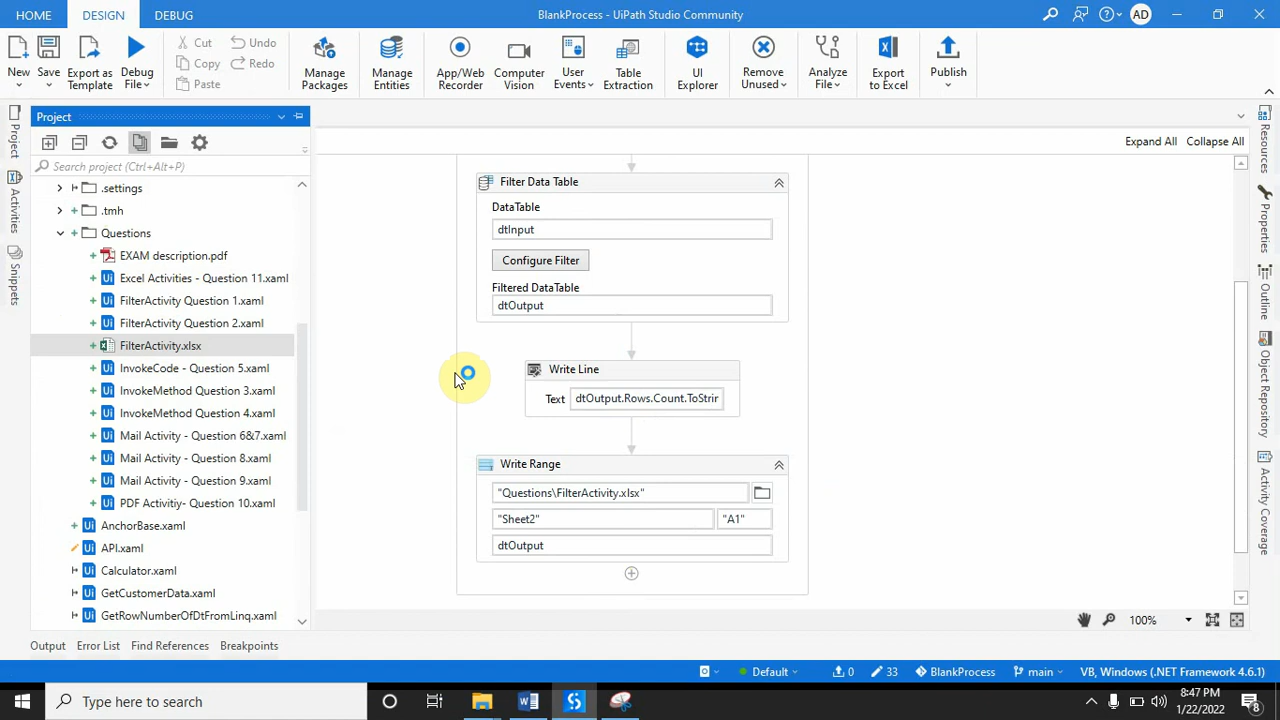 HOME
DESIGN
DEBUG
BlankProcess - UiPath Studio Community
AD
New
Save
Export as Template
Debug File
Cut
Copy
Paste
Undo
Redo
Manage Packages
Manage Entities
App/Web Recorder
Computer Vision
User Events
Table Extraction
UI Explorer
Remove Unused
Analyze File
Export to Excel
Publish
Project
Search project (Ctrl+Alt+P)
.settings
.tmh
Questions
EXAM description.pdf
Excel Activities - Question 11.xaml
FilterActivity Question 1.xaml
FilterActivity Question 2.xaml
FilterActivity.xlsx
InvokeCode - Question 5.xaml
InvokeMethod Question 3.xaml
InvokeMethod Question 4.xaml
Mail Activity - Question 6&7.xaml
Mail Activity - Question 8.xaml
Mail Activity - Question 9.xaml
PDF Activitiy- Question 10.xaml
AnchorBase.xaml
API.xaml
Calculator.xaml
GetCustomerData.xaml
GetRowNumberOfDtFromLinq.xaml
Project
Activities
Snippets
Expand All
Collapse All
Filter Data Table
DataTable
dtInput
Configure Filter
Filtered DataTable
dtOutput
Write Line
Text
dtOutput.Rows.Count.ToStrir
Write Range
"Questions\FilterActivity.xlsx"
"Sheet2"
"A1"
dtOutput
100%
Resources
Properties
Outline
Object Repository
Activity Coverage
Output
Error List
Find References
Breakpoints
Default
0
33
BlankProcess
main
VB, Windows (.NET Framework 4.6.1)
Type here to search
8:47 PM
1/22/2022
8